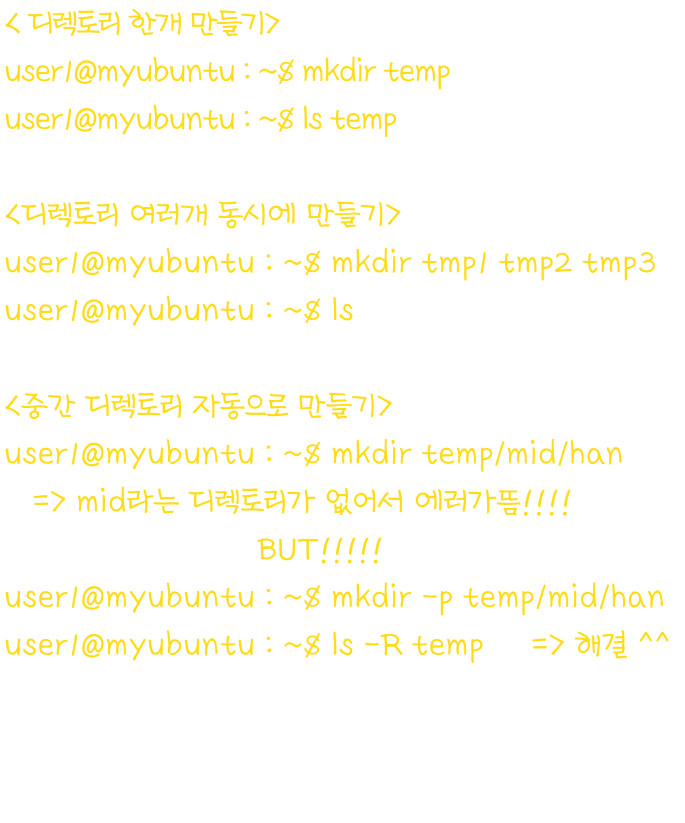 < 디렉토리 한개 만들기>
user1@myubuntu : ~$ mkdir temp
user1@myubuntu : ~$ ls temp
<디렉토리 여러개 동시에 만들기>
user1@myubuntu : ~$ mkdir tmp1 tmp2 tmp3
user1@myubuntu : ~$ ls
<중간 디렉토리 자동으로 만들기>
user1@myubuntu : ~$ mkdir temp/mid/han
=> mid라는 디렉토리가 없어서 에러가뜸!!!!
BUT!!!!!
user1@myubuntu : ~$ mkdir -p temp/mid/han
user1@myubuntu : ~$ ls -R temp => 해결 ^^